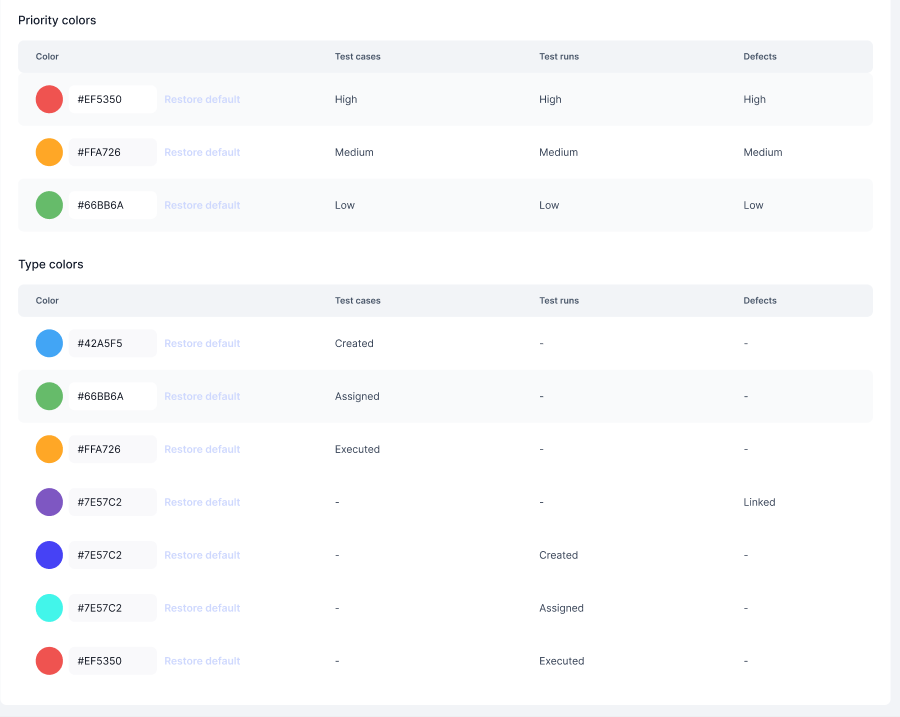 Priority colors
Color Test cases Test runs Defects
#EF5350 Restore default High High High
#FFA726 Restore default Medium Medium Medium
#66BB6A Restore default Low Low Low
Type colors
Color Test cases Test runs Defects
#42A5F5 Restore default Created - -
#66BB6A Restore default Assigned - -
#FFA726 Restore default Executed - -
#7E57C2 Restore default - - Linked
#7E57C2 Restore default - Created -
#7E57C2 Restore default - Assigned -
#EF5350 Restore default - Executed -